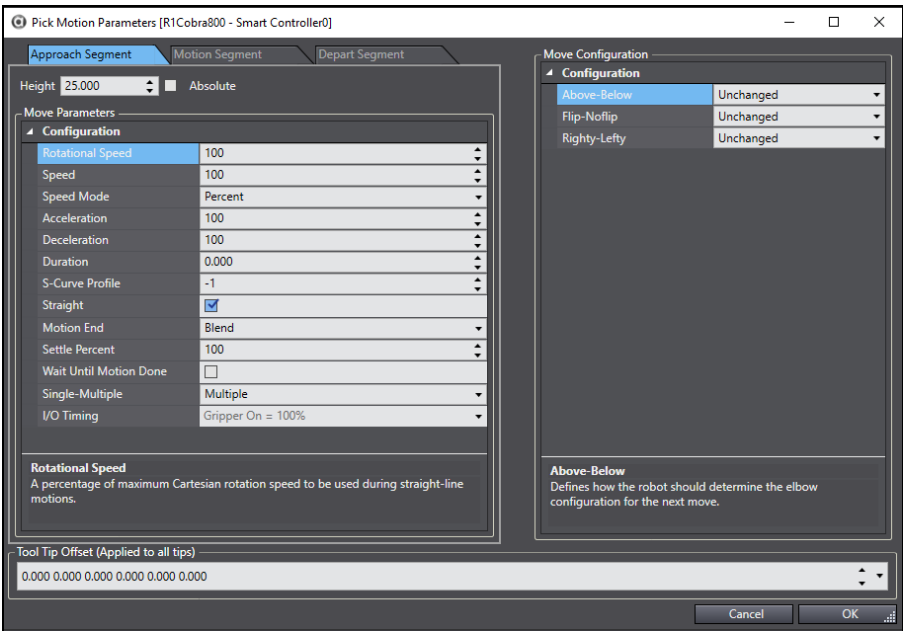 Pick Motion Parameters [R1Cobra800 - Smart Controller0]
Approach Segment
Motion Segment
Depart Segment
Height 25.000 Absolute
Move Parameters
Configuration
Rotational Speed 100
Speed 100
Speed Mode Percent
Acceleration 100
Deceleration 100
Duration 0.000
S-Curve Profile -1
Straight
Motion End Blend
Settle Percent 100
Wait Until Motion Done
Single-Multiple Multiple
I/O Timing Gripper On = 100%
Rotational Speed
A percentage of maximum Cartesian rotation speed to be used during straight-line
motions.
Move Configuration
Configuration
Above-Below Unchanged
Flip-Noflip Unchanged
Righty-Lefty Unchanged
Above-Below
Defines how the robot should determine the elbow
configuration for the next move.
Tool Tip Offset (Applied to all tips)
0.000 0.000 0.000 0.000 0.000 0.000
Cancel
OK